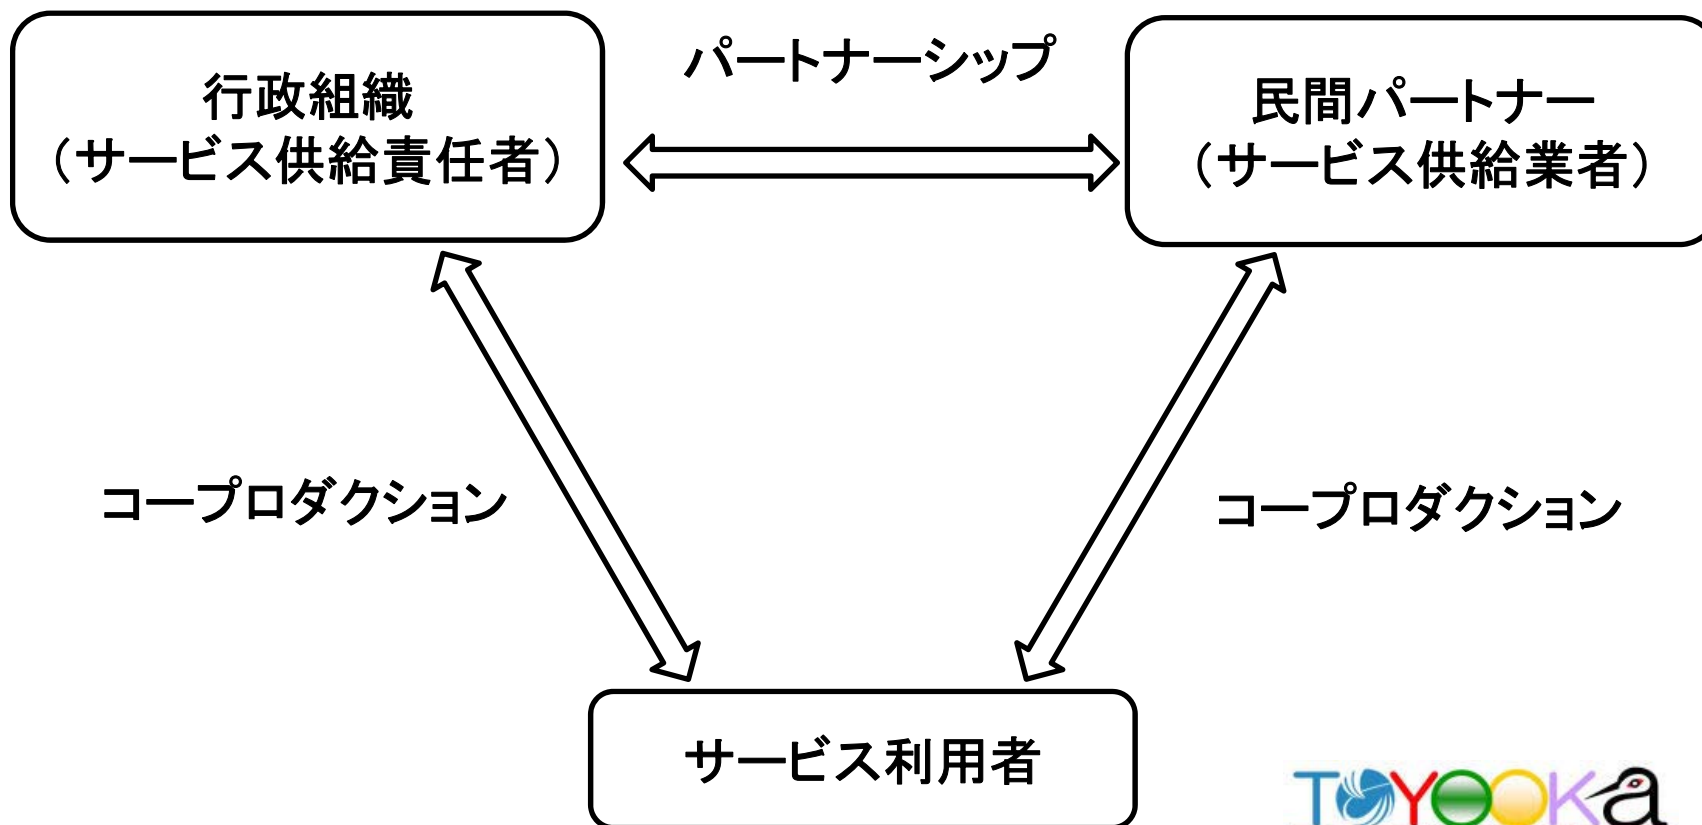 パートナーシップ
行政組織
（サービス供給責任者）
民間パートナー
（サービス供給業者）
コープロダクション
コープロダクション
サービス利用者
TOYOOKa